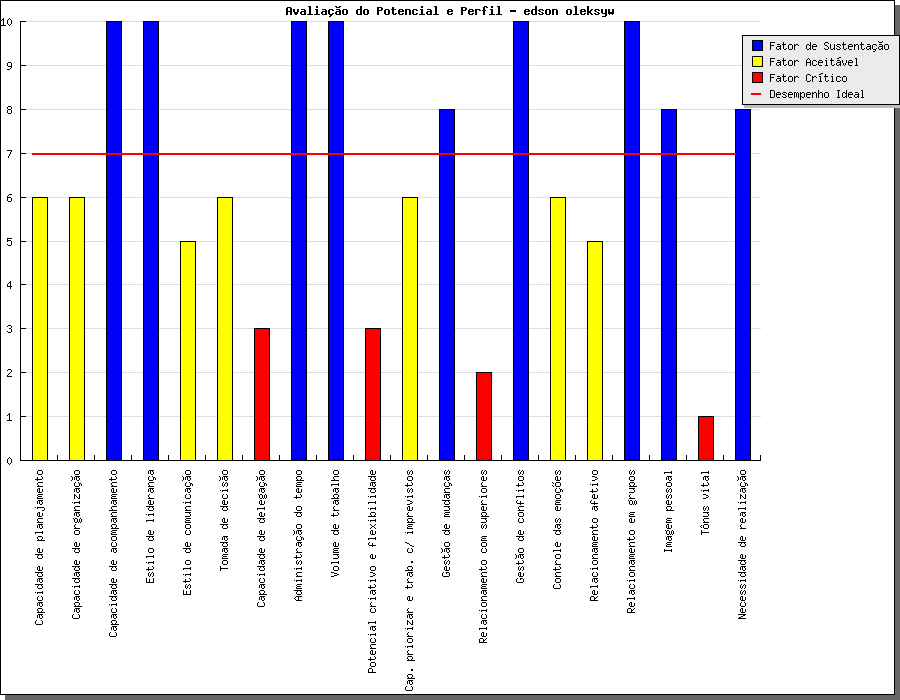 Avaliação do Potencial e Perfil - edson oleksyw
10
9
8
7
6
5
4
3
2
1
0
Fator de Sustentação
Fator Aceitável
Fator Crítico
Desempenho Ideal
Capacidade de planejamento
Capacidade de organização
Capacidade de acompanhamento
Estilo de liderança
Estilo de comunicação
Tomada de decisão
Capacidade de delegação
Administração do tempo
Volume de trabalho
Potencial criativo e flexibilidade
Cap. priorizar e trab. c/ imprevistos
Gestão de mudanças
Relacionamento com superiores
Gestão de conflitos
Controle das emoções
Relacionamento afetivo
Relacionamento em grupos
Imagem pessoal
Tônus vital
Necessidade de realização